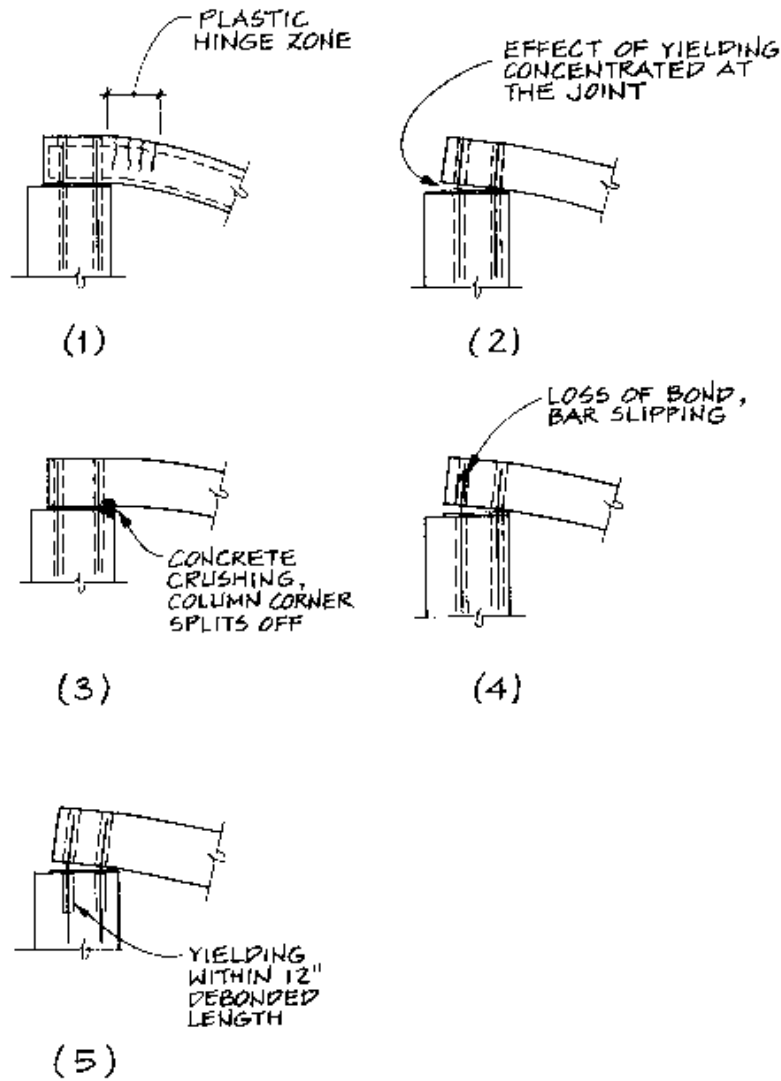 PLASTIC
HINGE ZONE
EFFECT OF YIELDING
CONCENTRATED AT
THE JOINT
(1)
(2)
LOSS OF BOND,
BAR SLIPPING
CONCRETE
CRUSHING,
COLUMN CORNER
SPLITS OFF
(3)
(4)
YIELDING
WITHIN 12"
DEBONDED
LENGTH
(5)